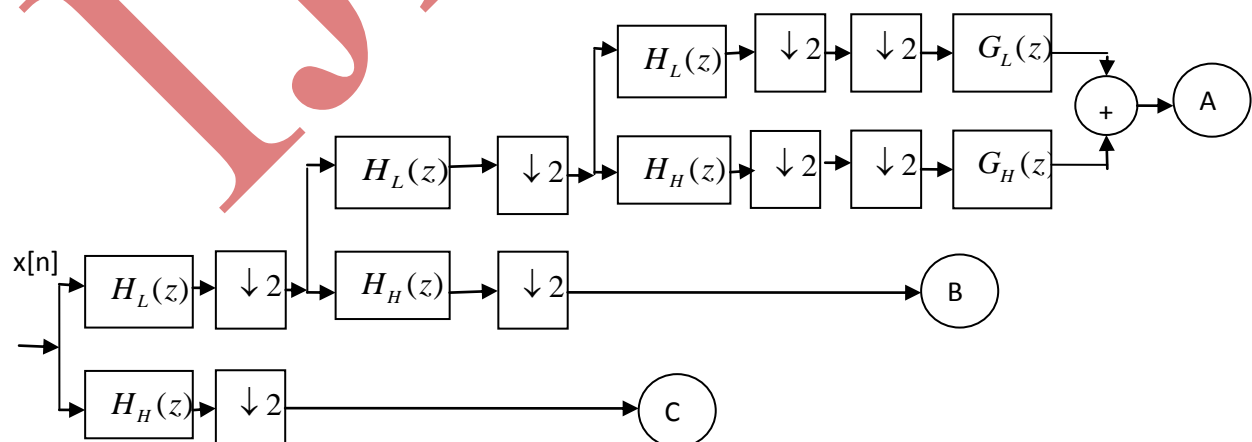 H_L(z) ↓2 ↓2 G_L(z)
+ A
H_L(z) ↓2 H_H(z) ↓2 ↓2 G_H(z)
x[n]
H_L(z) ↓2 H_H(z) ↓2 B
H_H(z) ↓2 C